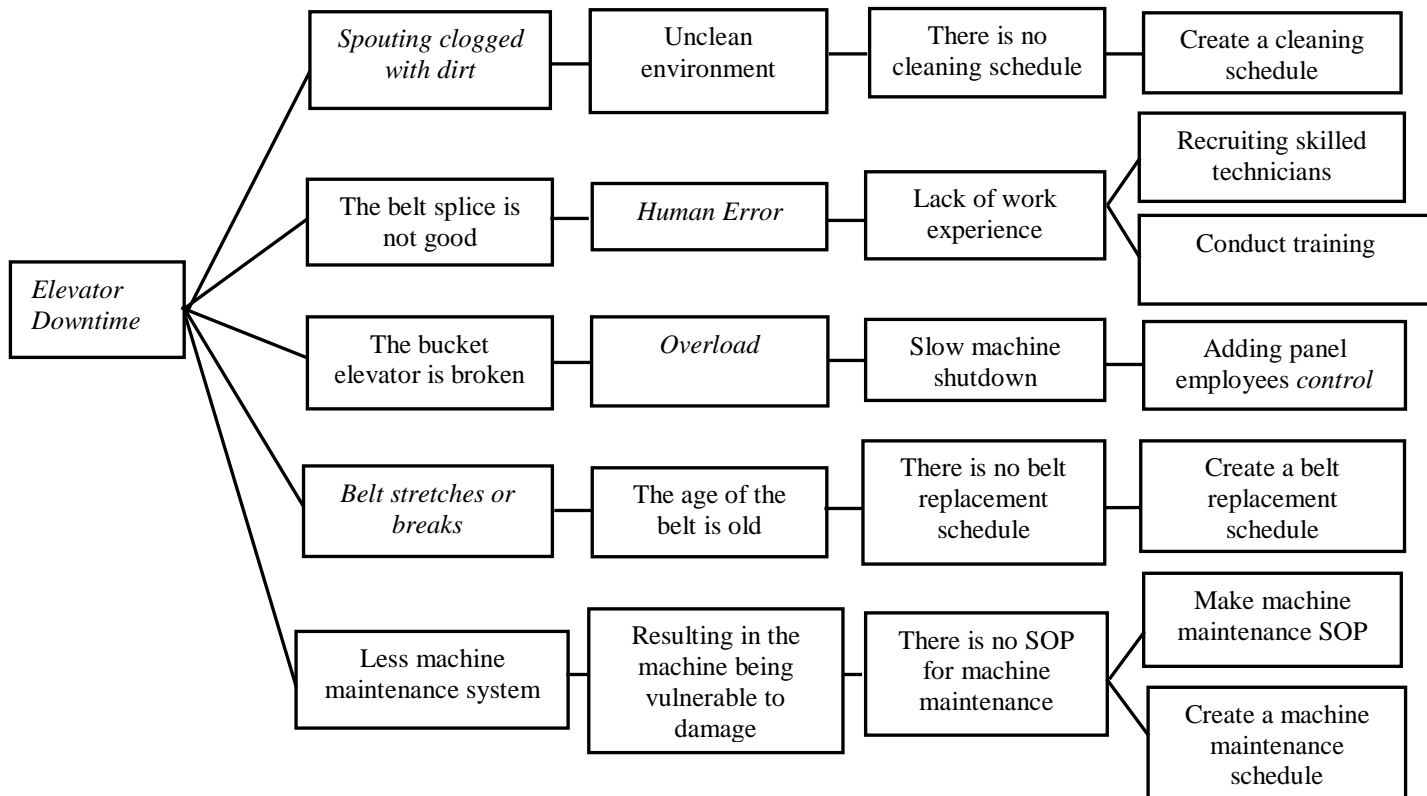 Elevator
Downtime
Spouting clogged
with dirt
Unclean
environment
There is no
cleaning schedule
Create a cleaning
schedule
The belt splice is
not good
Human Error
Lack of work
experience
Recruiting skilled
technicians
Conduct training
The bucket
elevator is broken
Overload
Slow machine
shutdown
Adding panel
employees control
Belt stretches or
breaks
The age of the
belt is old
There is no belt
replacement
schedule
Create a belt
replacement
schedule
Less machine
maintenance system
Resulting in the
machine being
vulnerable to
damage
There is no SOP
for machine
maintenance
Make machine
maintenance SOP
Create a machine
maintenance
schedule